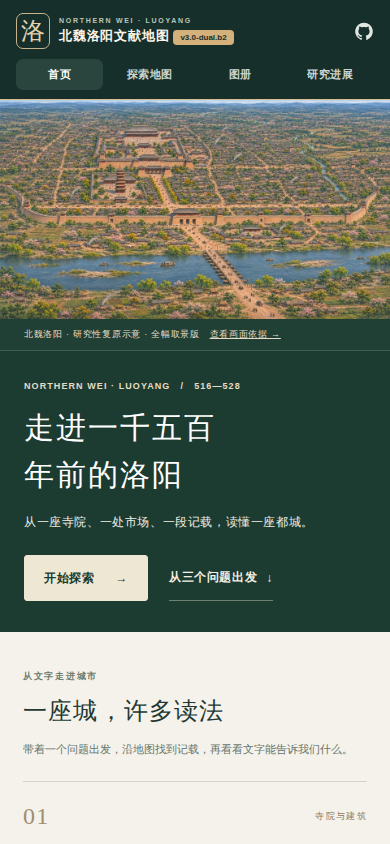 洛
NORTHERN WEI · LUOYANG
北魏洛阳文献地图 v3.0-dual.b2
首页 探索地图 图册 研究进展
北魏洛阳 · 研究性复原示意 · 全幅取景版 查看画面依据 →
NORTHERN WEI · LUOYANG / 516—528
走进一千五百
年前的洛阳
从一座寺院、一处市场、一段记载，读懂一座都城。
开始探索 → 从三个问题出发 ↓
从文字走进城市
一座城，许多读法
带着一个问题出发，沿地图找到记载，再看看文字能告诉我们什么。
01 寺院与建筑